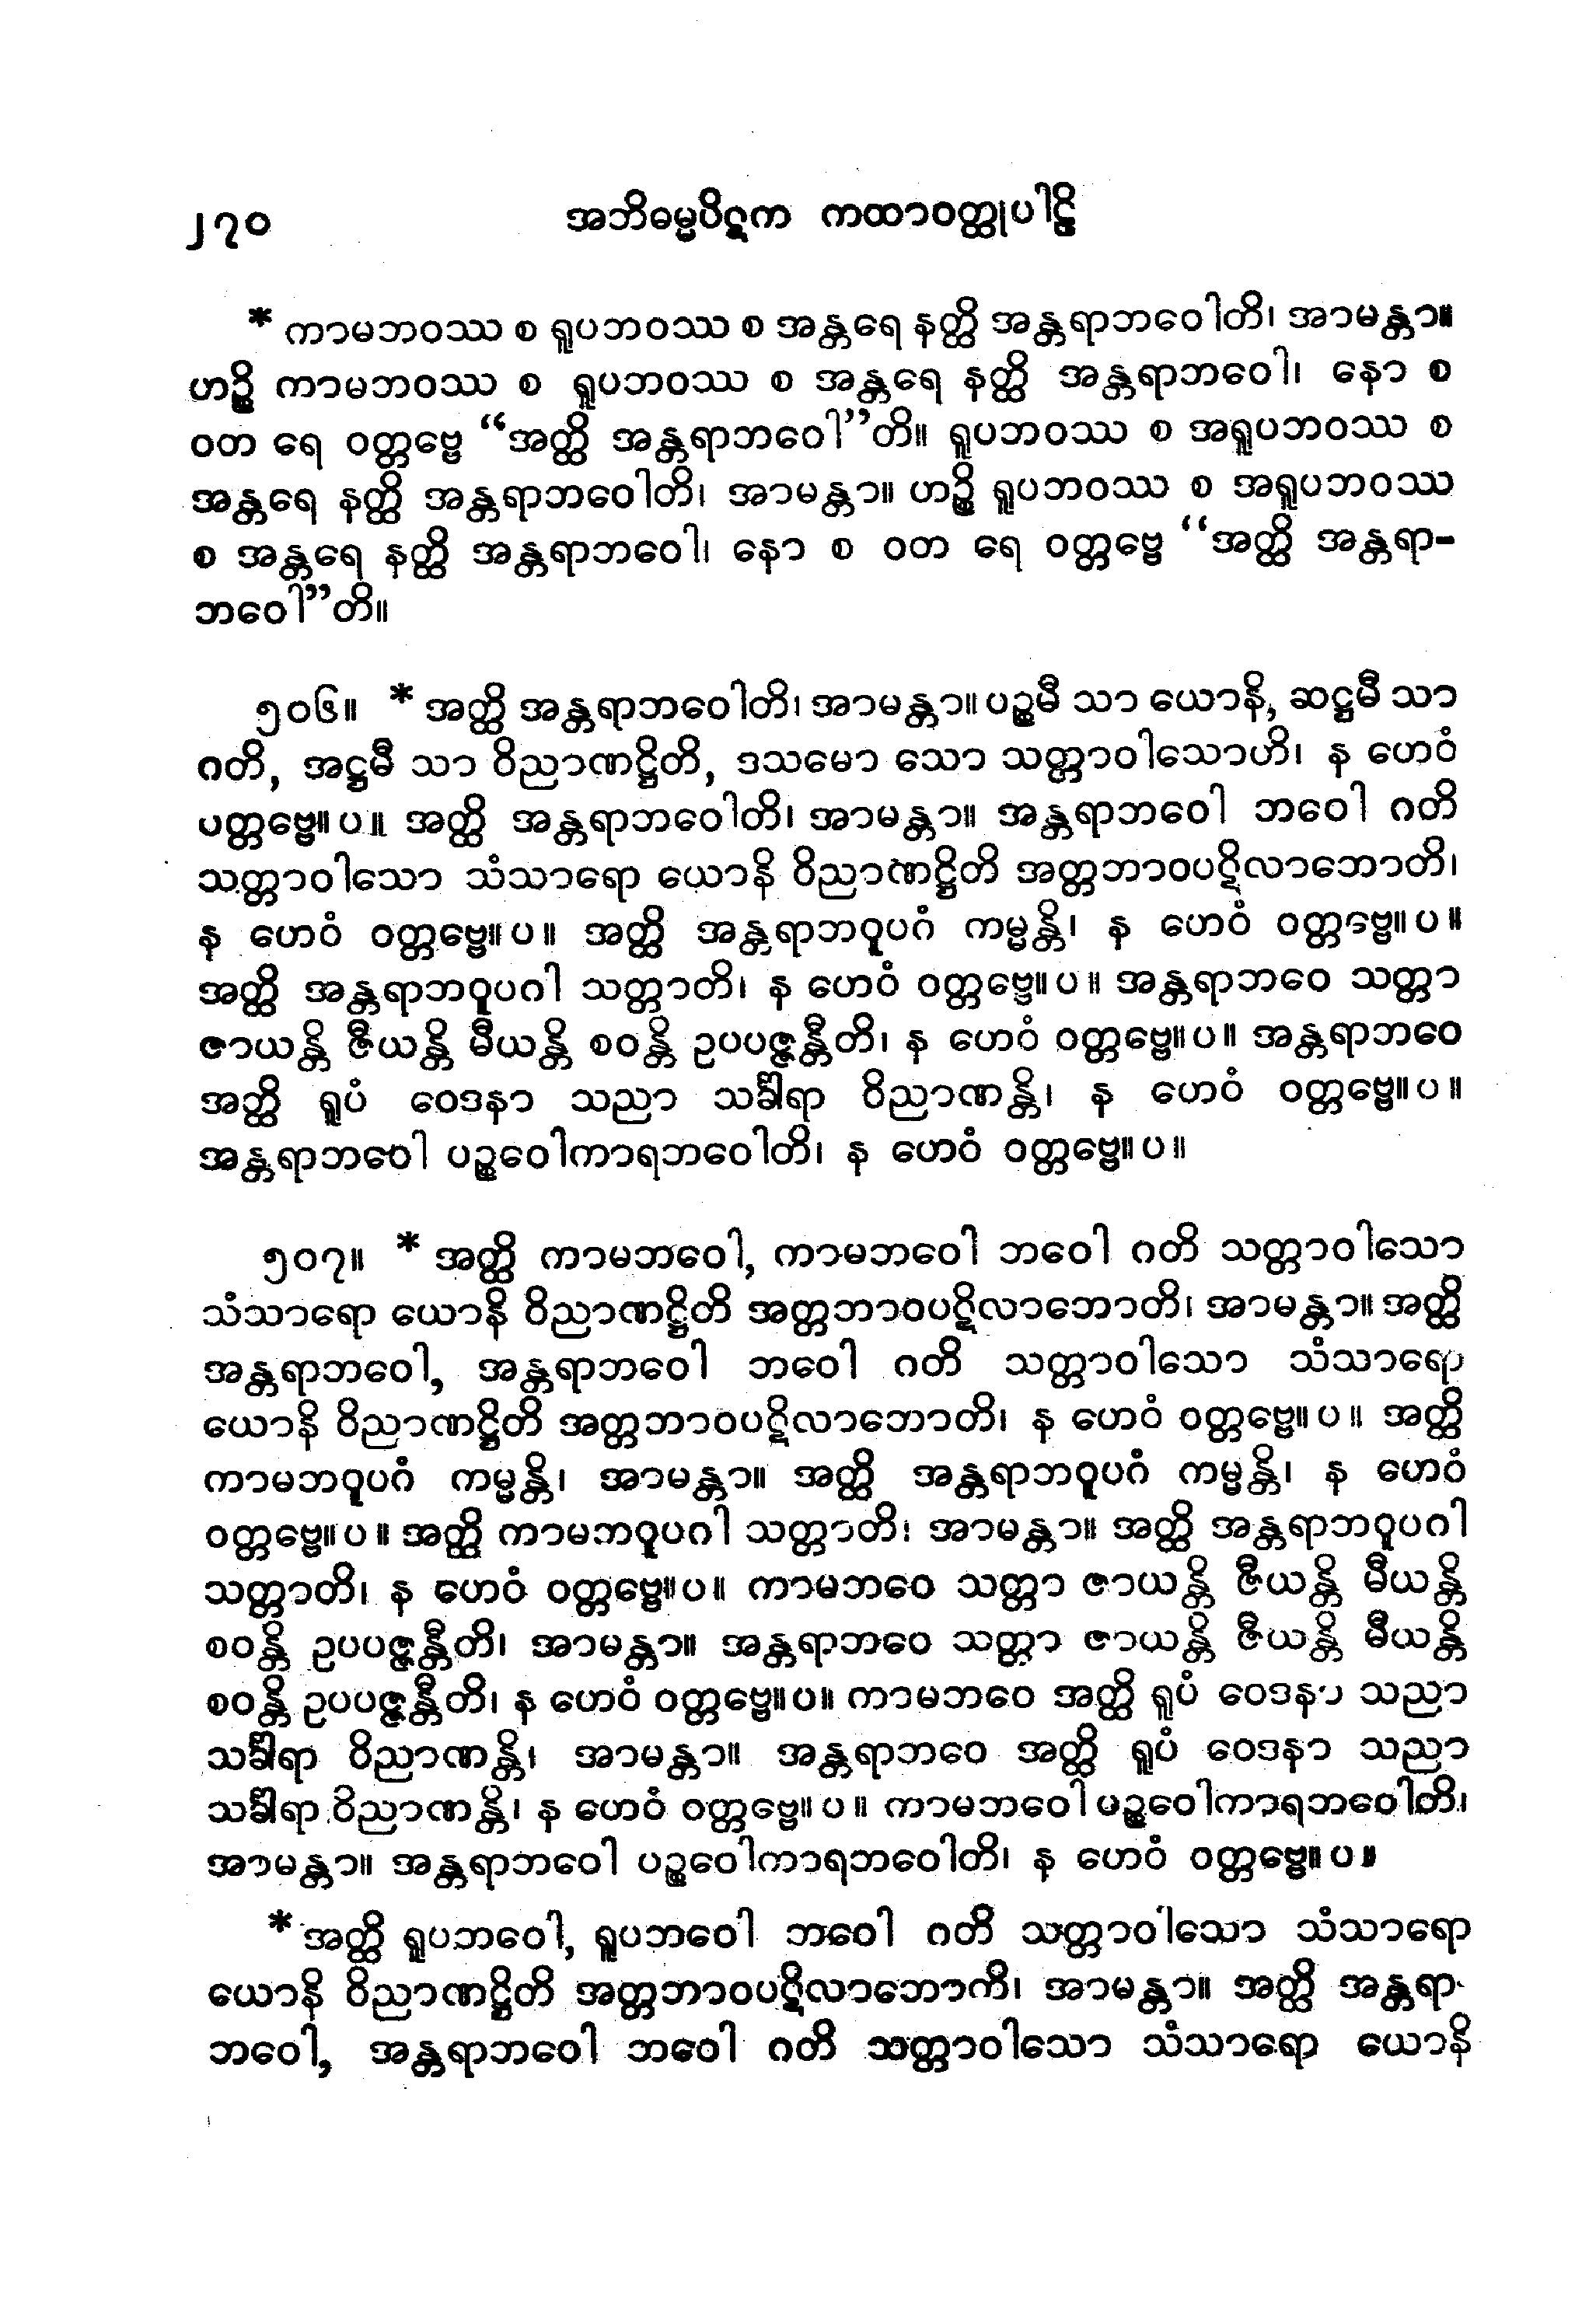 ၂၇၀ အဘိဓမ္မပိဋက ကထာဝတ္ထုပါဠိ
* ကာမဘဝဿ စ ရူပဘဝဿ စ အန္တရေ နတ္ထိ အန္တရာဘဝေါတိ၊ အာမန္တာ။
ဟဉ္စိ ကာမဘဝဿ စ ရူပဘဝဿ စ အန္တရေ နတ္ထိ အန္တရာဘဝေါ၊ နော စ
ဝတ ရေ ဝတ္တဗ္ဗေ “အတ္ထိ အန္တရာဘဝေါ”တိ။ ရူပဘဝဿ စ အရူပဘဝဿ စ
အန္တရေ နတ္ထိ အန္တရာဘဝေါတိ၊ အာမန္တာ။ ဟဉ္စိ ရူပဘဝဿ စ အရူပဘဝဿ
စ အန္တရေ နတ္ထိ အန္တရာဘဝေါ၊ နော စ ဝတ ရေ ဝတ္တဗ္ဗေ “အတ္ထိ အန္တရာ-
ဘဝေါ”တိ။
၅၀၆။ * အတ္ထိ အန္တရာဘဝေါတိ၊ အာမန္တာ။ ပဉ္စမီ သာ ယောနိ, ဆဋ္ဌမီ သာ
ဂတိ, အဋ္ဌမီ သာ ဝိညာဏဋ္ဌိတိ, ဒသမော သော သတ္တာဝါသောဟိ၊ န ဟေဝံ
ပတ္တဗ္ဗေ။ပ။ အတ္ထိ အန္တရာဘဝေါတိ၊ အာမန္တာ။ အန္တရာဘဝေါ ဘဝေါ ဂတိ
သတ္တာဝါသော သံသာရော ယောနိ ဝိညာဏဋ္ဌိတိ အတ္တဘာဝပဋိလာဘောတိ၊
န ဟေဝံ ဝတ္တဗ္ဗေ။ပ။ အတ္ထိ အန္တရာဘဝူပဂံ ကမ္မန္တိ၊ န ဟေဝံ ဝတ္တဗ္ဗေ။ပ။
အတ္ထိ အန္တရာဘဝူပဂါ သတ္တာတိ၊ န ဟေဝံ ဝတ္တဗ္ဗေ။ပ။ အန္တရာဘဝေ သတ္တာ
ဇာယန္တိ ဇီယန္တိ မီယန္တိ စဝန္တိ ဥပပဇ္ဇန္တီတိ၊ န ဟေဝံ ဝတ္တဗ္ဗေ။ပ။ အန္တရာဘဝေ
အတ္ထိ ရူပံ ဝေဒနာ သညာ သင်္ခါရာ ဝိညာဏန္တိ၊ န ဟေဝံ ဝတ္တဗ္ဗေ။ပ။
အန္တရာဘဝေါ ပဉ္စဝေါကာရဘဝေါတိ၊ န ဟေဝံ ဝတ္တဗ္ဗေ။ပ။
၅၀၇။ * အတ္ထိ ကာမဘဝေါ, ကာမဘဝေါ ဘဝေါ ဂတိ သတ္တာဝါသော
သံသာရော ယောနိ ဝိညာဏဋ္ဌိတိ အတ္တဘာဝပဋိလာဘောတိ၊ အာမန္တာ။ အတ္ထိ
အန္တရာဘဝေါ, အန္တရာဘဝေါ ဘဝေါ ဂတိ သတ္တာဝါသော သံသာရော
ယောနိ ဝိညာဏဋ္ဌိတိ အတ္တဘာဝပဋိလာဘောတိ၊ န ဟေဝံ ဝတ္တဗ္ဗေ။ပ။ အတ္ထိ
ကာမဘဝူပဂံ ကမ္မန္တိ၊ အာမန္တာ။ အတ္ထိ အန္တရာဘဝူပဂံ ကမ္မန္တိ၊ န ဟေဝံ
ဝတ္တဗ္ဗေ။ပ။ အတ္ထိ ကာမဘဝူပဂါ သတ္တာတိ၊ အာမန္တာ။ အတ္ထိ အန္တရာဘဝူပဂါ
သတ္တာတိ၊ န ဟေဝံ ဝတ္တဗ္ဗေ။ပ။ ကာမဘဝေ သတ္တာ ဇာယန္တိ ဇီယန္တိ မီယန္တိ
စဝန္တိ ဥပပဇ္ဇန္တီတိ၊ အာမန္တာ။ အန္တရာဘဝေ သတ္တာ ဇာယန္တိ ဇီယန္တိ မီယန္တိ
စဝန္တိ ဥပပဇ္ဇန္တီတိ၊ န ဟေဝံ ဝတ္တဗ္ဗေ။ပ။ ကာမဘဝေ အတ္ထိ ရူပံ ဝေဒနာ သညာ
သင်္ခါရာ ဝိညာဏန္တိ၊ အာမန္တာ။ အန္တရာဘဝေ အတ္ထိ ရူပံ ဝေဒနာ သညာ
သင်္ခါရာ ဝိညာဏန္တိ၊ န ဟေဝံ ဝတ္တဗ္ဗေ။ပ။ ကာမဘဝေါ ပဉ္စဝေါကာရဘဝေါတိ၊
အာမန္တာ။ အန္တရာဘဝေါ ပဉ္စဝေါကာရဘဝေါတိ၊ န ဟေဝံ ဝတ္တဗ္ဗေ။ပ။
* အတ္ထိ ရူပဘဝေါ, ရူပဘဝေါ ဘဝေါ ဂတိ သတ္တာဝါသော သံသာရော
ယောနိ ဝိညာဏဋ္ဌိတိ အတ္တဘာဝပဋိလာဘောကိ၊ အာမန္တာ။ အတ္ထိ အန္တရာ-
ဘဝေါ, အန္တရာဘဝေါ ဘဝေါ ဂတိ သတ္တာဝါသော သံသာရော ယောနိ